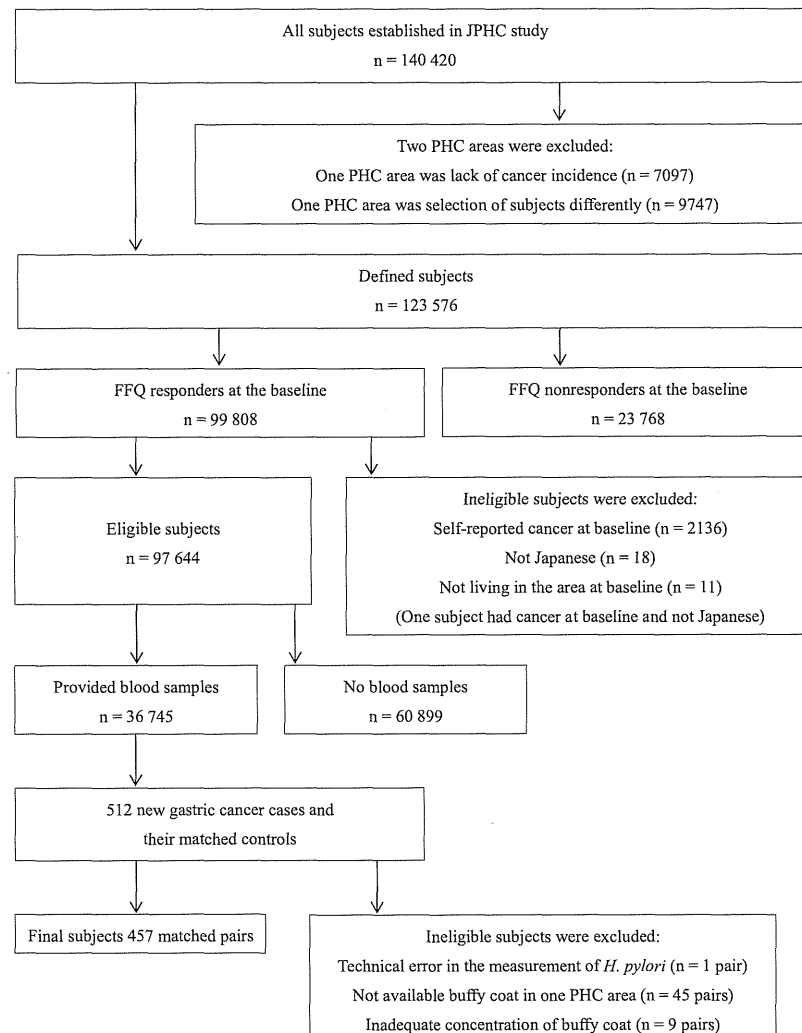 All subjects established in JPHC study
n = 140 420
Two PHC areas were excluded:
One PHC area was lack of cancer incidence (n = 7097)
One PHC area was selection of subjects differently (n = 9747)
Defined subjects
n = 123 576
FFQ responders at the baseline
n = 99 808
FFQ nonresponders at the baseline
n = 23 768
Eligible subjects
n = 97 644
Ineligible subjects were excluded:
Self-reported cancer at baseline (n = 2136)
Not Japanese (n = 18)
Not living in the area at baseline (n = 11)
(One subject had cancer at baseline and not Japanese)
Provided blood samples
n = 36 745
No blood samples
n = 60 899
512 new gastric cancer cases and
their matched controls
Final subjects 457 matched pairs
Ineligible subjects were excluded:
Technical error in the measurement of H. pylori (n = 1 pair)
Not available buffy coat in one PHC area (n = 45 pairs)
Inadequate concentration of buffy coat (n = 9 pairs)